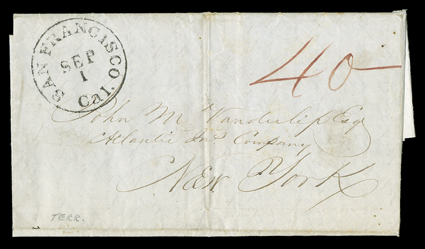 SAN FRANCISCO
SEP
1
Cal.
40
John M Vanderlip Esq
Atlantic Ins Company
New York
TERR.